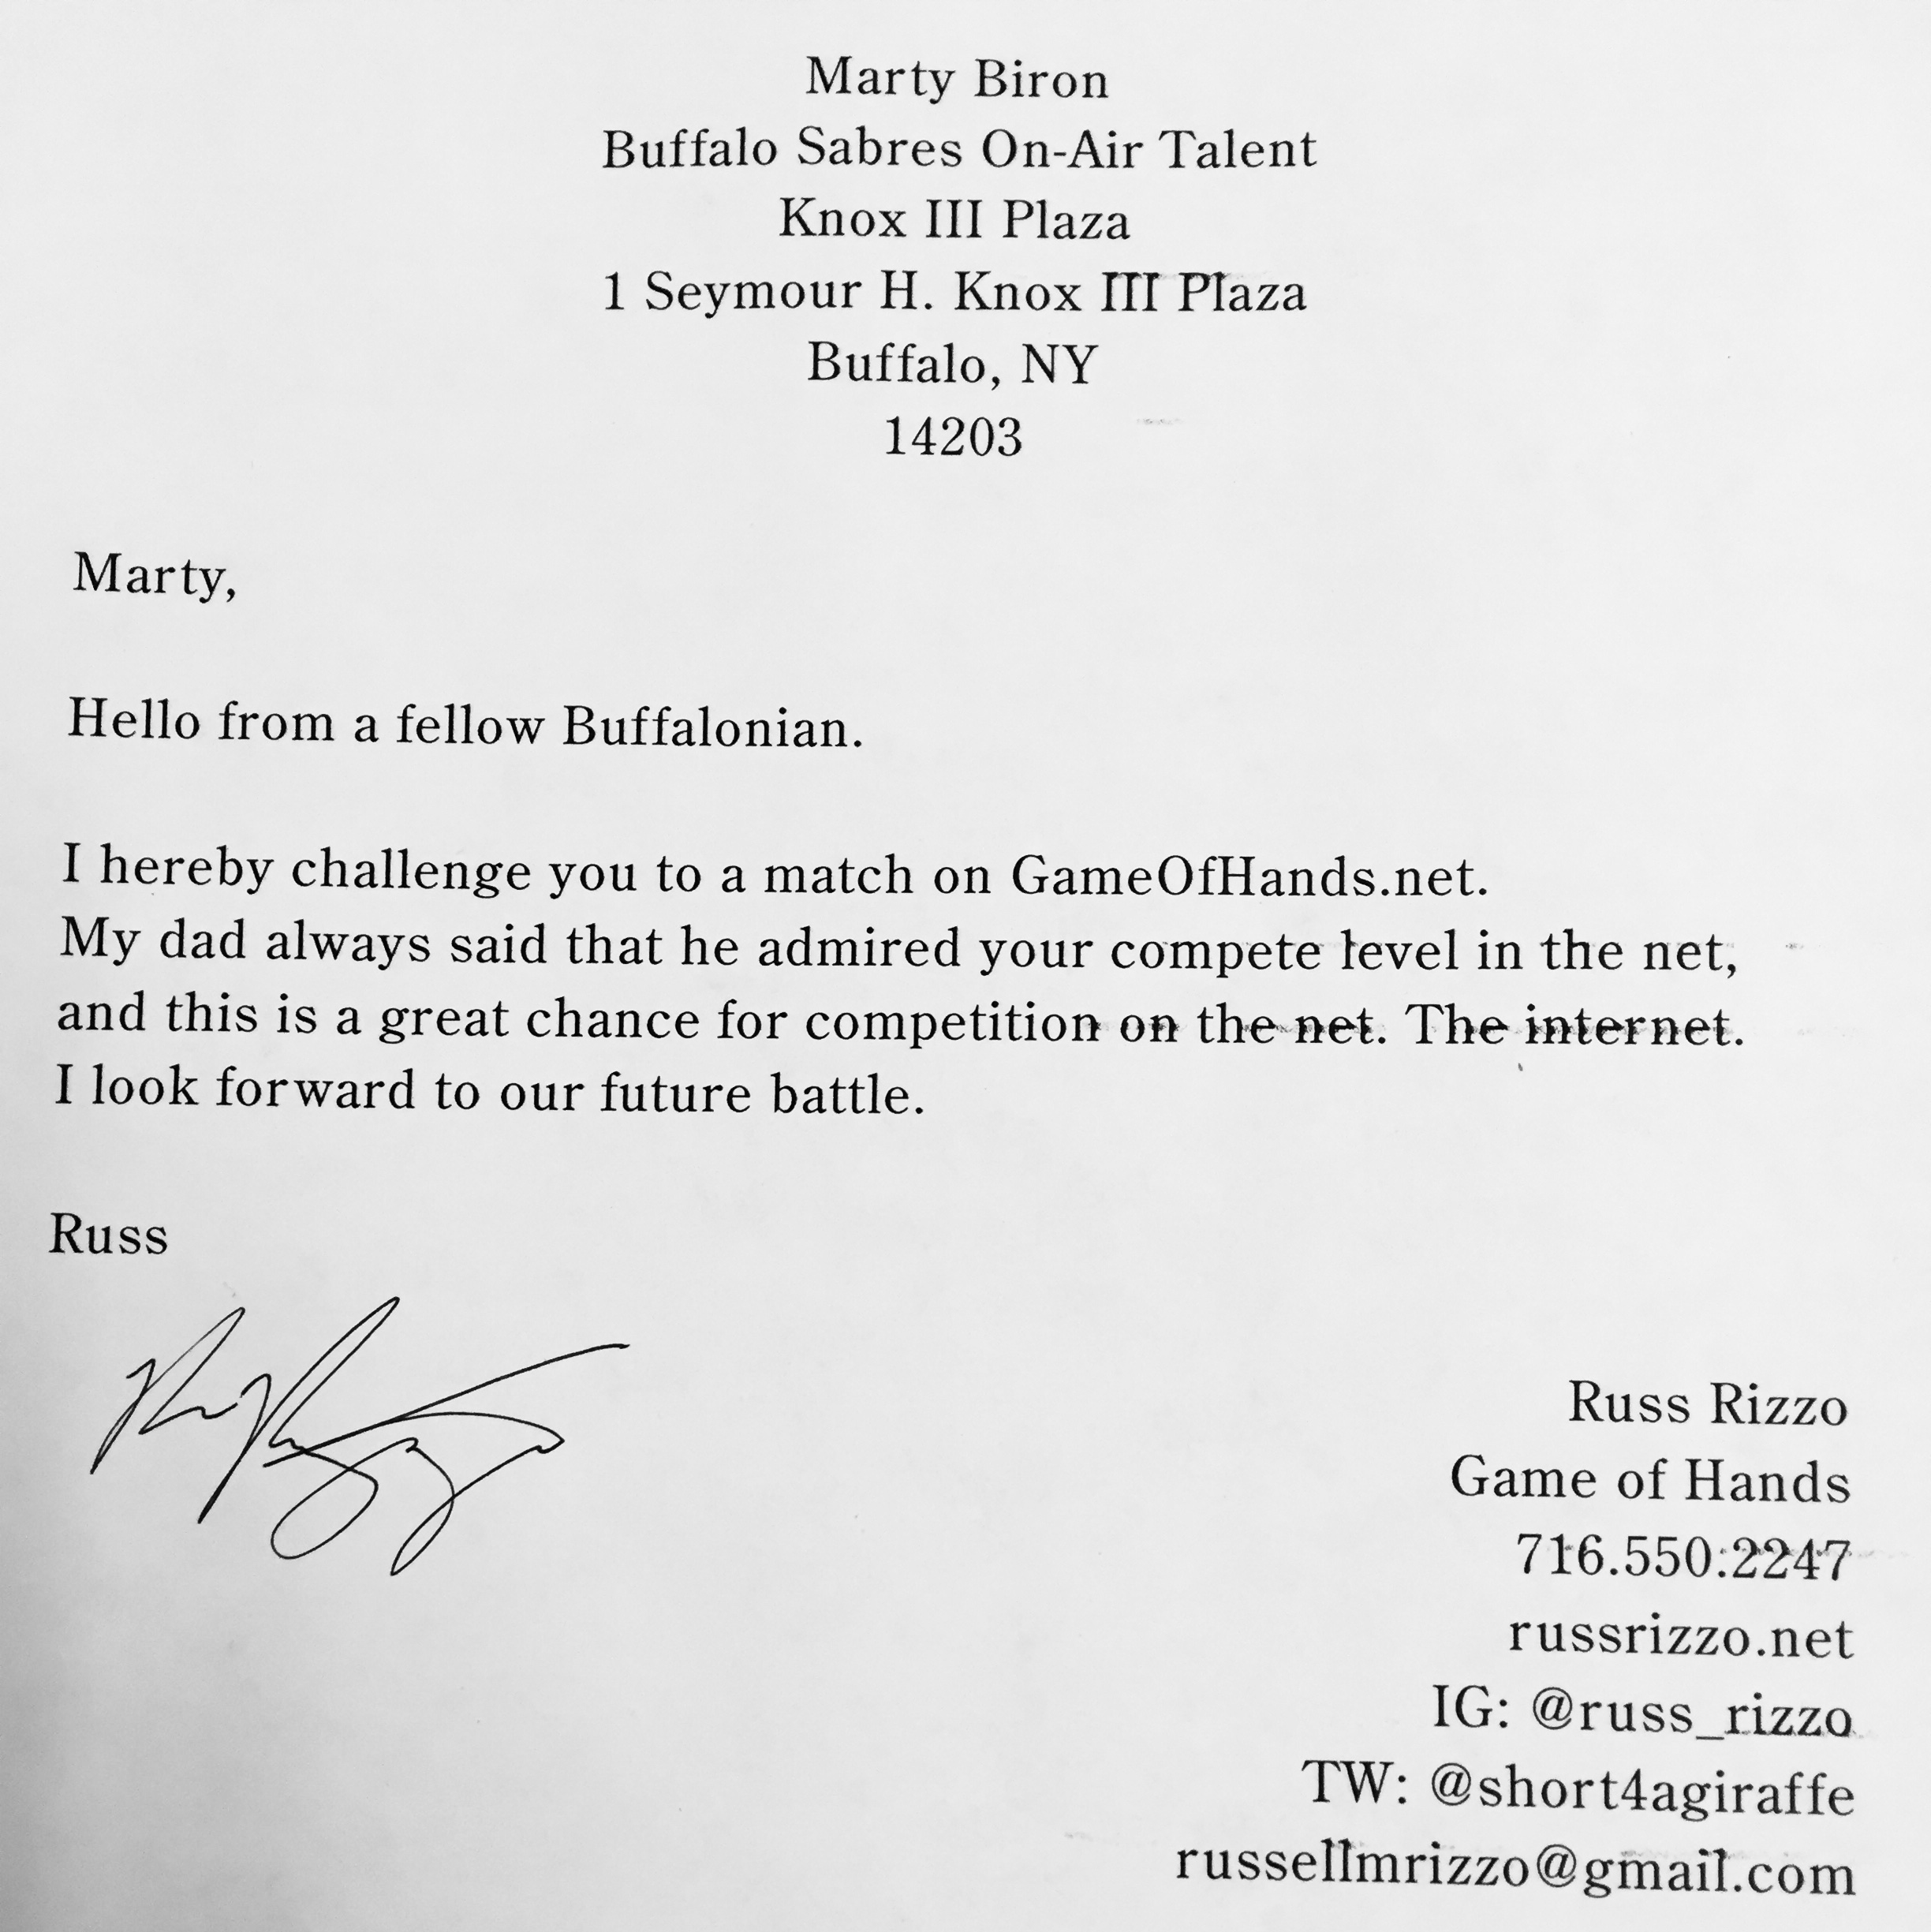 Marty Biron
Buffalo Sabres On-Air Talent
Knox III Plaza
1 Seymour H. Knox III Plaza
Buffalo, NY
14203
Marty,
Hello from a fellow Buffalonian.
I hereby challenge you to a match on GameOfHands.net.
My dad always said that he admired your compete level in the net,
and this is a great chance for competition on the net. The internet.
I look forward to our future battle.
Russ
Russ Rizzo
Game of Hands
716.550.2247
russrizzo.net
IG: @russ_rizzo
TW: @short4agiraffe
russellmrizzo@gmail.com